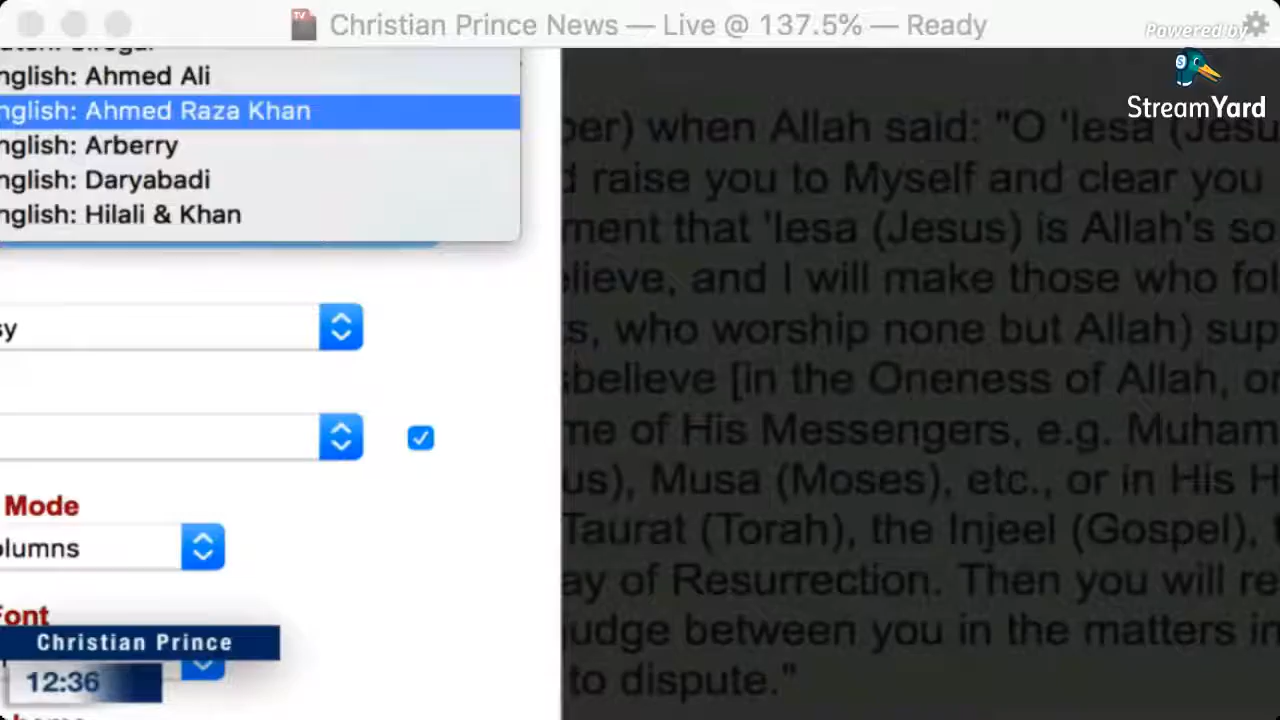 Christian Prince News — Live @ 137.5% — Ready
Powered by
StreamYard
nglish: Ahmed Ali
nglish: Ahmed Raza Khan
nglish: Arberry
nglish: Daryabadi
nglish: Hilali & Khan
sy
Mode
olumns
Font
Christian Prince
12:36
per) when Allah said: "O 'Iesa (Jesu
d raise you to Myself and clear you
ment that 'Iesa (Jesus) is Allah's so
elieve, and I will make those who fol
s, who worship none but Allah) sup
sbelieve [in the Oneness of Allah, or
me of His Messengers, e.g. Muham
us), Musa (Moses), etc., or in His H
Taurat (Torah), the Injeel (Gospel),
ay of Resurrection. Then you will re
judge between you in the matters in
to dispute."